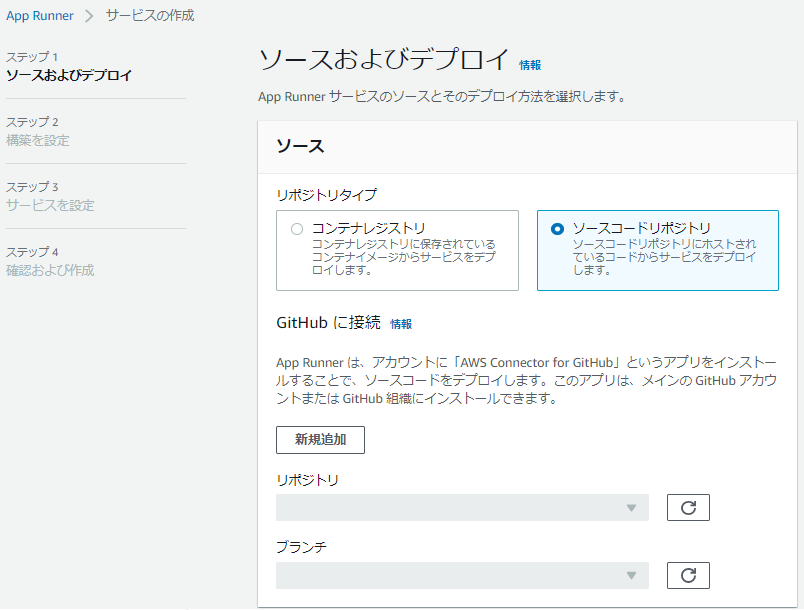 App Runner > サービスの作成
ステップ 1
ソースおよびデプロイ
ステップ 2
構築を設定
ステップ 3
サービスを設定
ステップ 4
確認および作成
ソースおよびデプロイ 情報
App Runner サービスのソースとそのデプロイ方法を選択します。
ソース
リポジトリタイプ
コンテナレジストリ
コンテナレジストリに保存されている
コンテナイメージからサービスをデプ
ロイします。
ソースコードリポジトリ
ソースコードリポジトリにホストされ
ているコードからサービスをデプロイ
します。
GitHub に接続 情報
App Runner は、アカウントに「AWS Connector for GitHub」というアプリをインストー
ルすることで、ソースコードをデプロイします。このアプリは、メインの GitHub アカウ
ントまたは GitHub 組織にインストールできます。
新規追加
リポジトリ
ブランチ